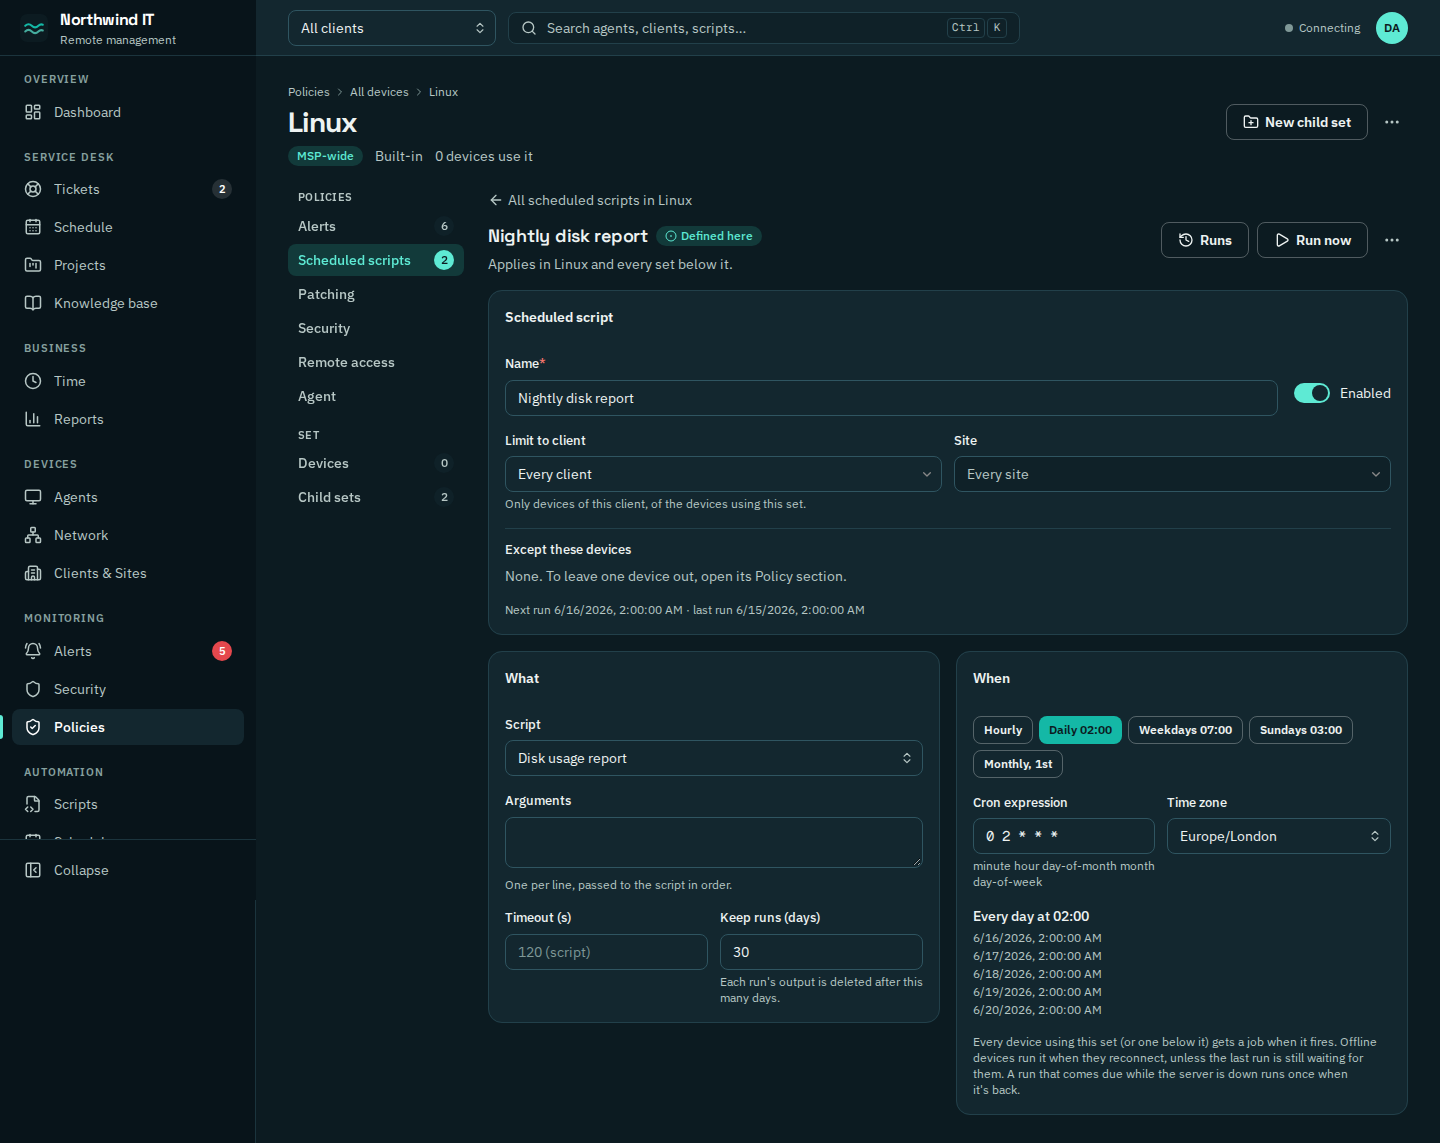 Northwind IT
Remote management
All clients
Search agents, clients, scripts...
Ctrl K
Connecting
DA
OVERVIEW
Dashboard
SERVICE DESK
Tickets 2
Schedule
Projects
Knowledge base
BUSINESS
Time
Reports
DEVICES
Agents
Network
Clients & Sites
MONITORING
Alerts 5
Security
Policies
AUTOMATION
Scripts
Collapse
Policies > All devices > Linux
Linux
MSP-wide Built-in 0 devices use it
New child set
POLICIES
Alerts 6
Scheduled scripts 2
Patching
Security
Remote access
Agent
SET
Devices 0
Child sets 2
All scheduled scripts in Linux
Nightly disk report Defined here
Applies in Linux and every set below it.
Runs
Run now
Scheduled script
Name*
Nightly disk report
Enabled
Limit to client
Every client
Only devices of this client, of the devices using this set.
Site
Every site
Except these devices
None. To leave one device out, open its Policy section.
Next run 6/16/2026, 2:00:00 AM · last run 6/15/2026, 2:00:00 AM
What
Script
Disk usage report
Arguments
One per line, passed to the script in order.
Timeout (s)
120 (script)
Keep runs (days)
30
Each run's output is deleted after this
many days.
When
Hourly
Daily 02:00
Weekdays 07:00
Sundays 03:00
Monthly, 1st
Cron expression
0 2 * * *
minute hour day-of-month month
day-of-week
Time zone
Europe/London
Every day at 02:00
6/16/2026, 2:00:00 AM
6/17/2026, 2:00:00 AM
6/18/2026, 2:00:00 AM
6/19/2026, 2:00:00 AM
6/20/2026, 2:00:00 AM
Every device using this set (or one below it) gets a job when it fires. Offline
devices run it when they reconnect, unless the last run is still waiting for
them. A run that comes due while the server is down runs once when
it's back.